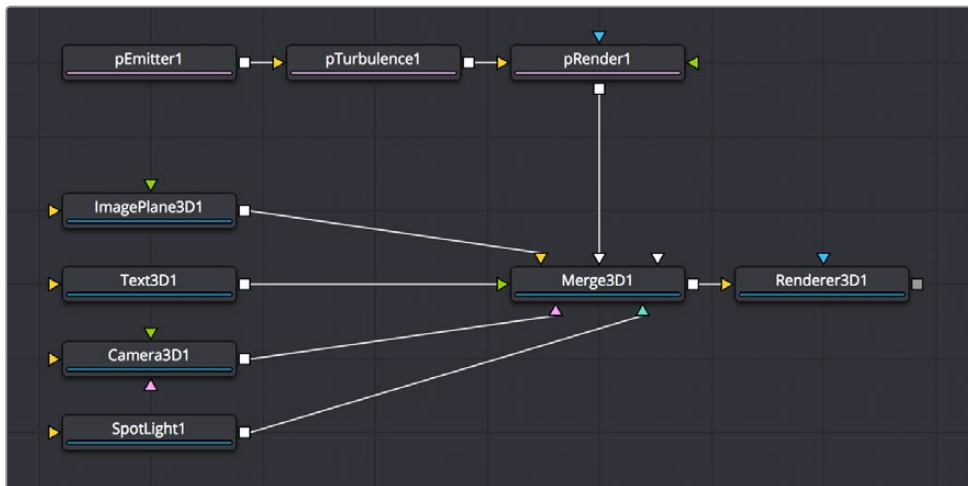 pEmitter1
pTurbulence1
pRender1
ImagePlane3D1
Text3D1
Merge3D1
Renderer3D1
Camera3D1
SpotLight1